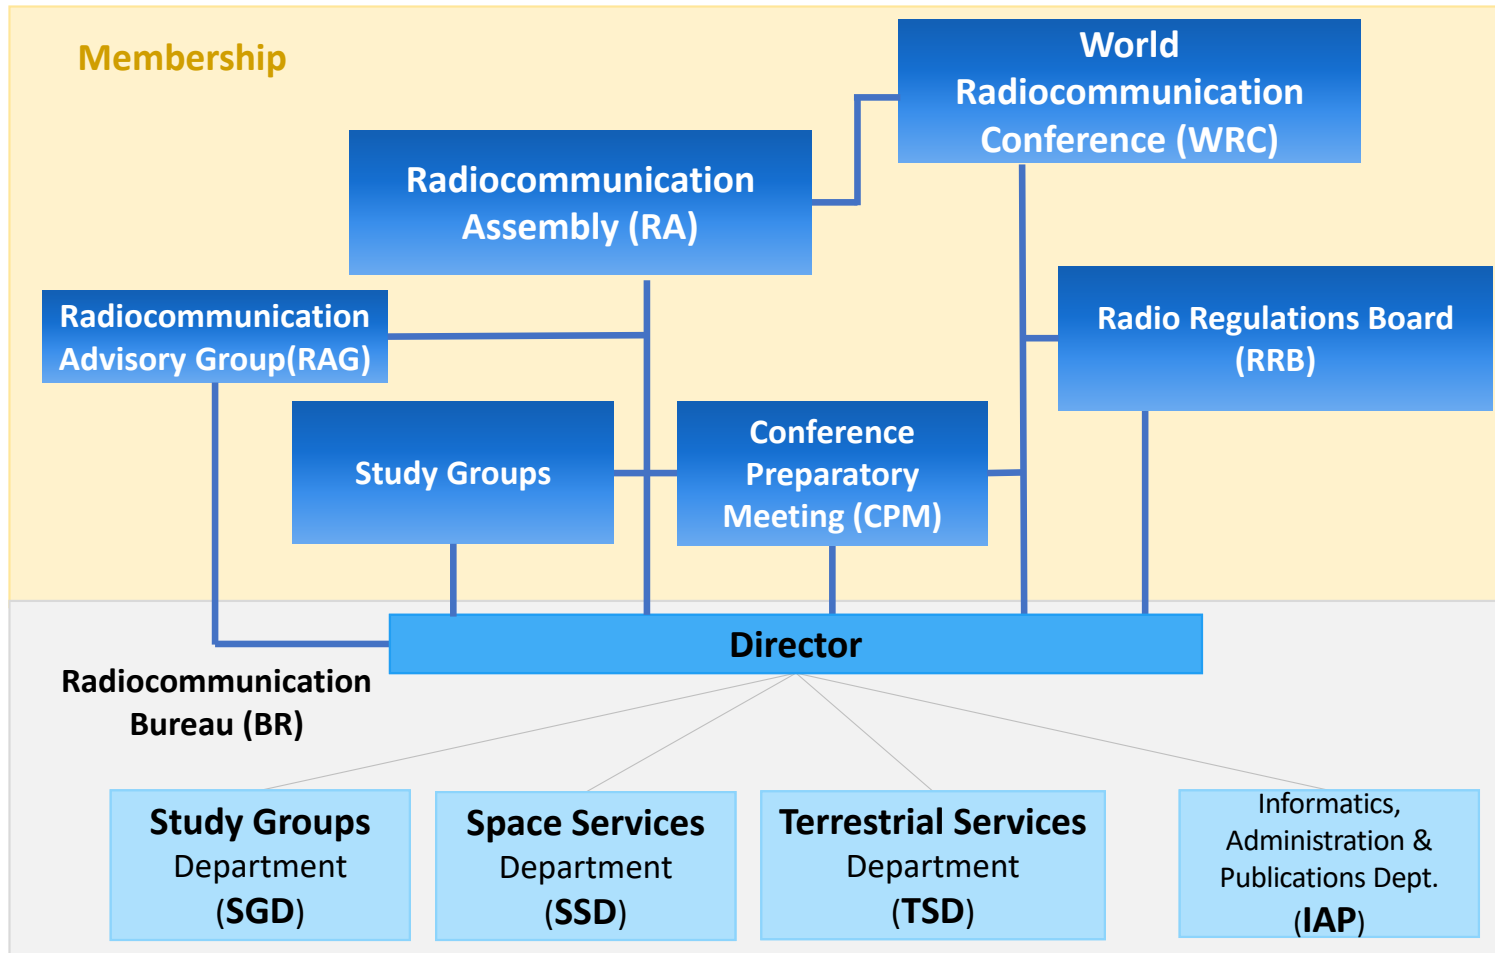 Membership
World
Radiocommunication
Conference (WRC)
Radiocommunication
Assembly (RA)
Radiocommunication
Advisory Group(RAG)
Radio Regulations Board
(RRB)
Study Groups
Conference
Preparatory
Meeting (CPM)
Director
Radiocommunication
Bureau (BR)
Study Groups
Department
(SGD)
Space Services
Department
(SSD)
Terrestrial Services
Department
(TSD)
Informatics,
Administration &
Publications Dept.
(IAP)